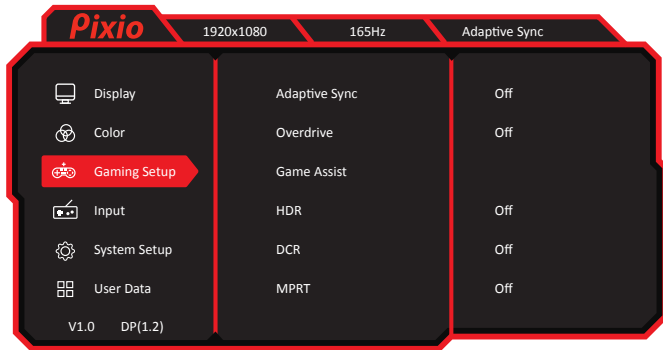 Pixio 1920x1080 165Hz Adaptive Sync
Display Adaptive Sync Off
Color Overdrive Off
Gaming Setup Game Assist
Input HDR Off
System Setup DCR Off
User Data MPRT Off
V1.0 DP(1.2)